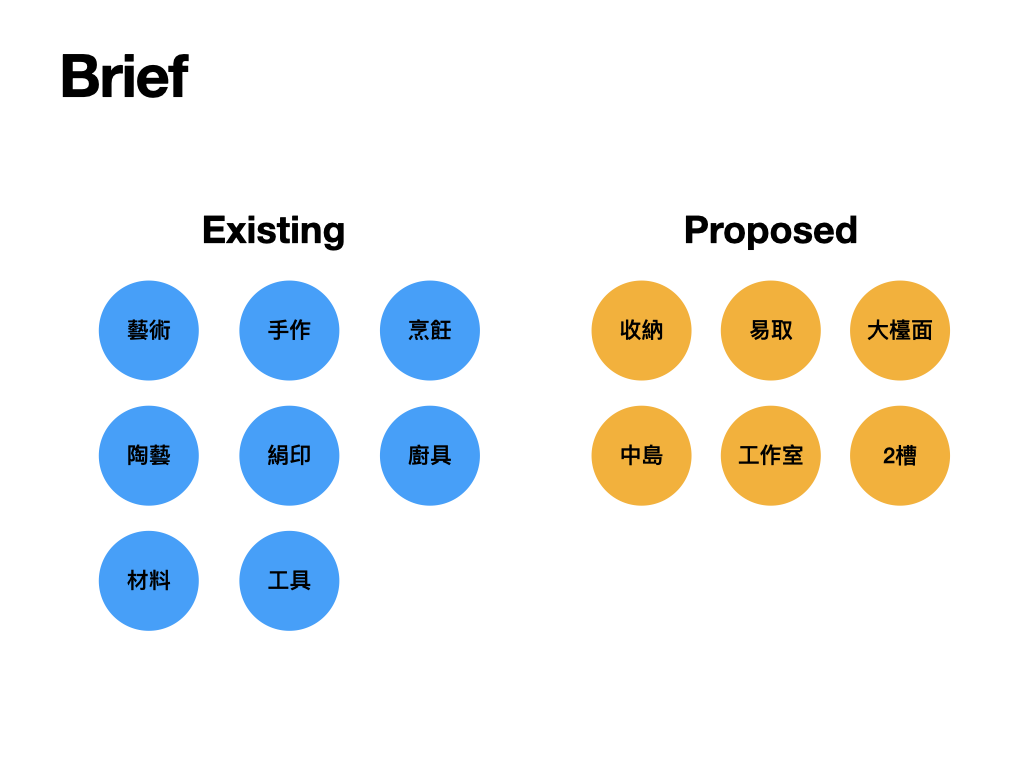 Brief
Existing
藝術
手作
烹飪
陶藝
絹印
廚具
材料
工具
Proposed
收納
易取
大檯面
中島
工作室
2槽